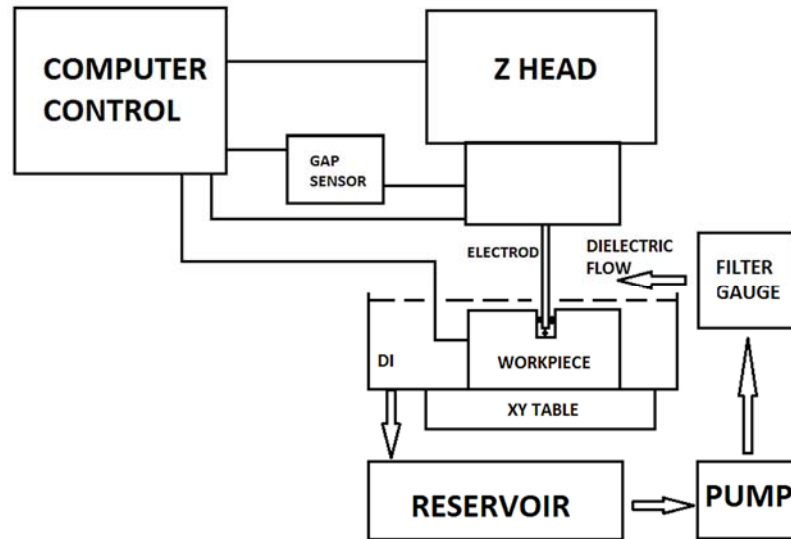 COMPUTER
CONTROL
Z HEAD
GAP
SENSOR
ELECTROD
DIELECTRIC
FLOW
FILTER
GAUGE
DI
WORKPIECE
XY TABLE
RESERVOIR
PUMP